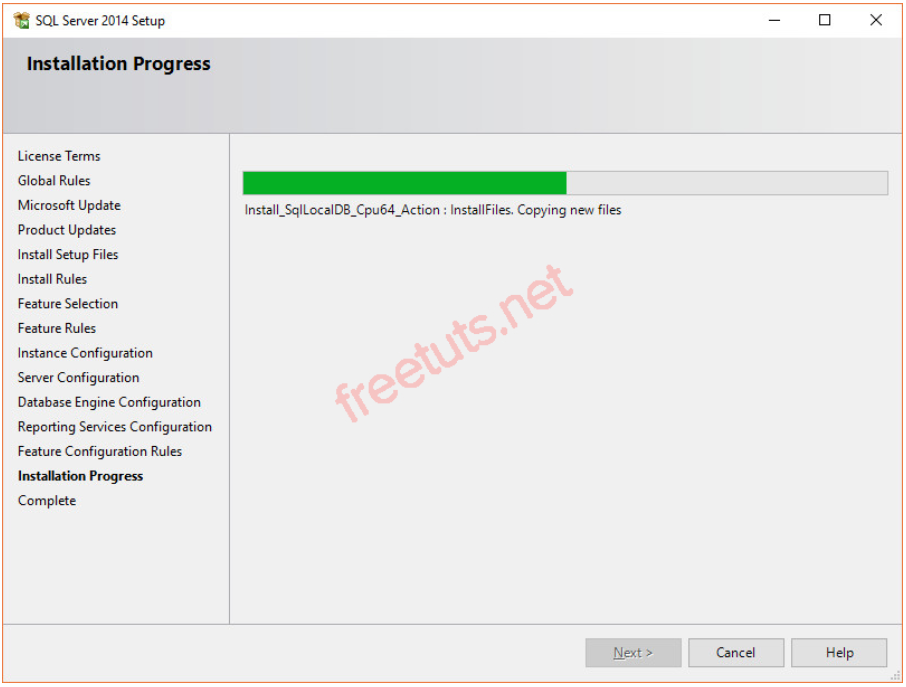 SQL Server 2014 Setup
Installation Progress
License Terms
Global Rules
Microsoft Update
Product Updates
Install Setup Files
Install Rules
Feature Selection
Feature Rules
Instance Configuration
Server Configuration
Database Engine Configuration
Reporting Services Configuration
Feature Configuration Rules
Installation Progress
Complete
Install_SqlLocalDB_Cpu64_Action : InstallFiles. Copying new files
freetuts.net
Next >
Cancel
Help